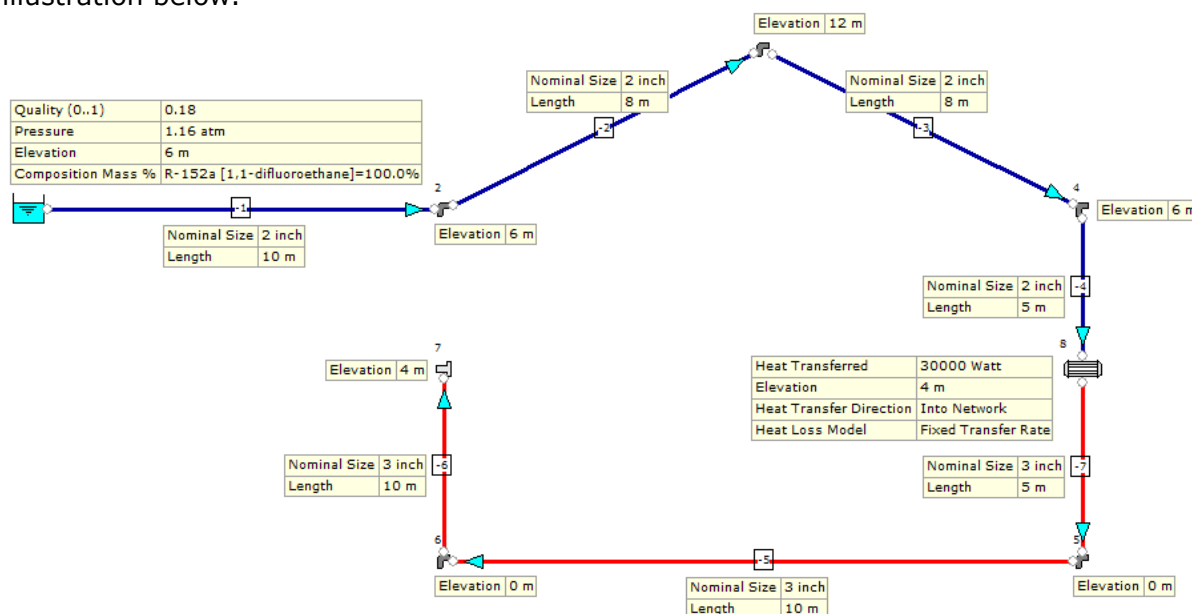 illustration below.
Elevation 12 m
Nominal Size 2 inch
Length 8 m
Nominal Size 2 inch
Length 8 m
Quality (0..1) 0.18
Pressure 1.16 atm
Elevation 6 m
Composition Mass % R-152a [1,1-difluoroethane]=100.0%
-2
-3
2
4
-1
Elevation 6 m
Elevation 6 m
Nominal Size 2 inch
Length 10 m
Nominal Size 2 inch
Length 5 m
-4
7
8
Elevation 4 m
Heat Transferred 30000 Watt
Elevation 4 m
Heat Transfer Direction Into Network
Heat Loss Model Fixed Transfer Rate
Nominal Size 3 inch
Length 10 m
-6
Nominal Size 3 inch
Length 5 m
-7
6
5
-5
Elevation 0 m
Elevation 0 m
Nominal Size 3 inch
Length 10 m